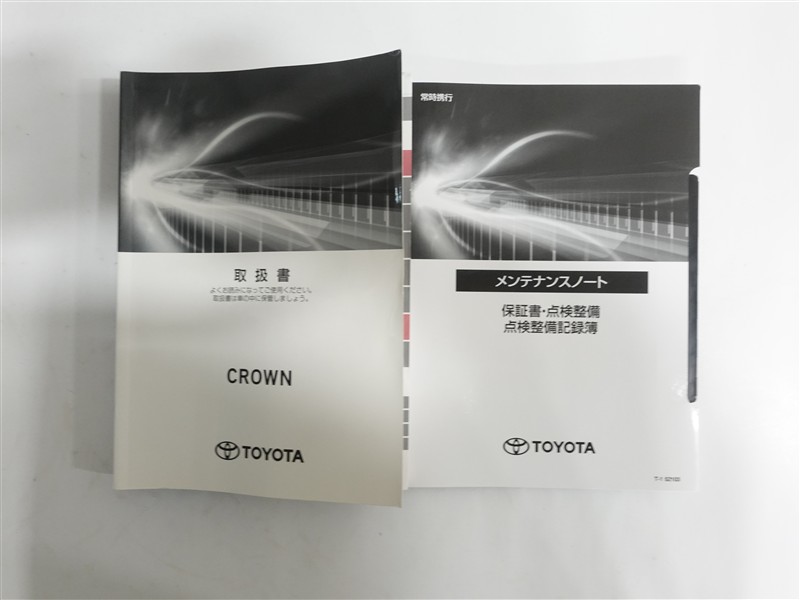 取扱書
よくお読みになってご使用ください。
取扱書は車の中に保管しましょう。
CROWN
TOYOTA
常時携行
メンテナンスノート
保証書・点検整備
点検整備記録簿
TOYOTA